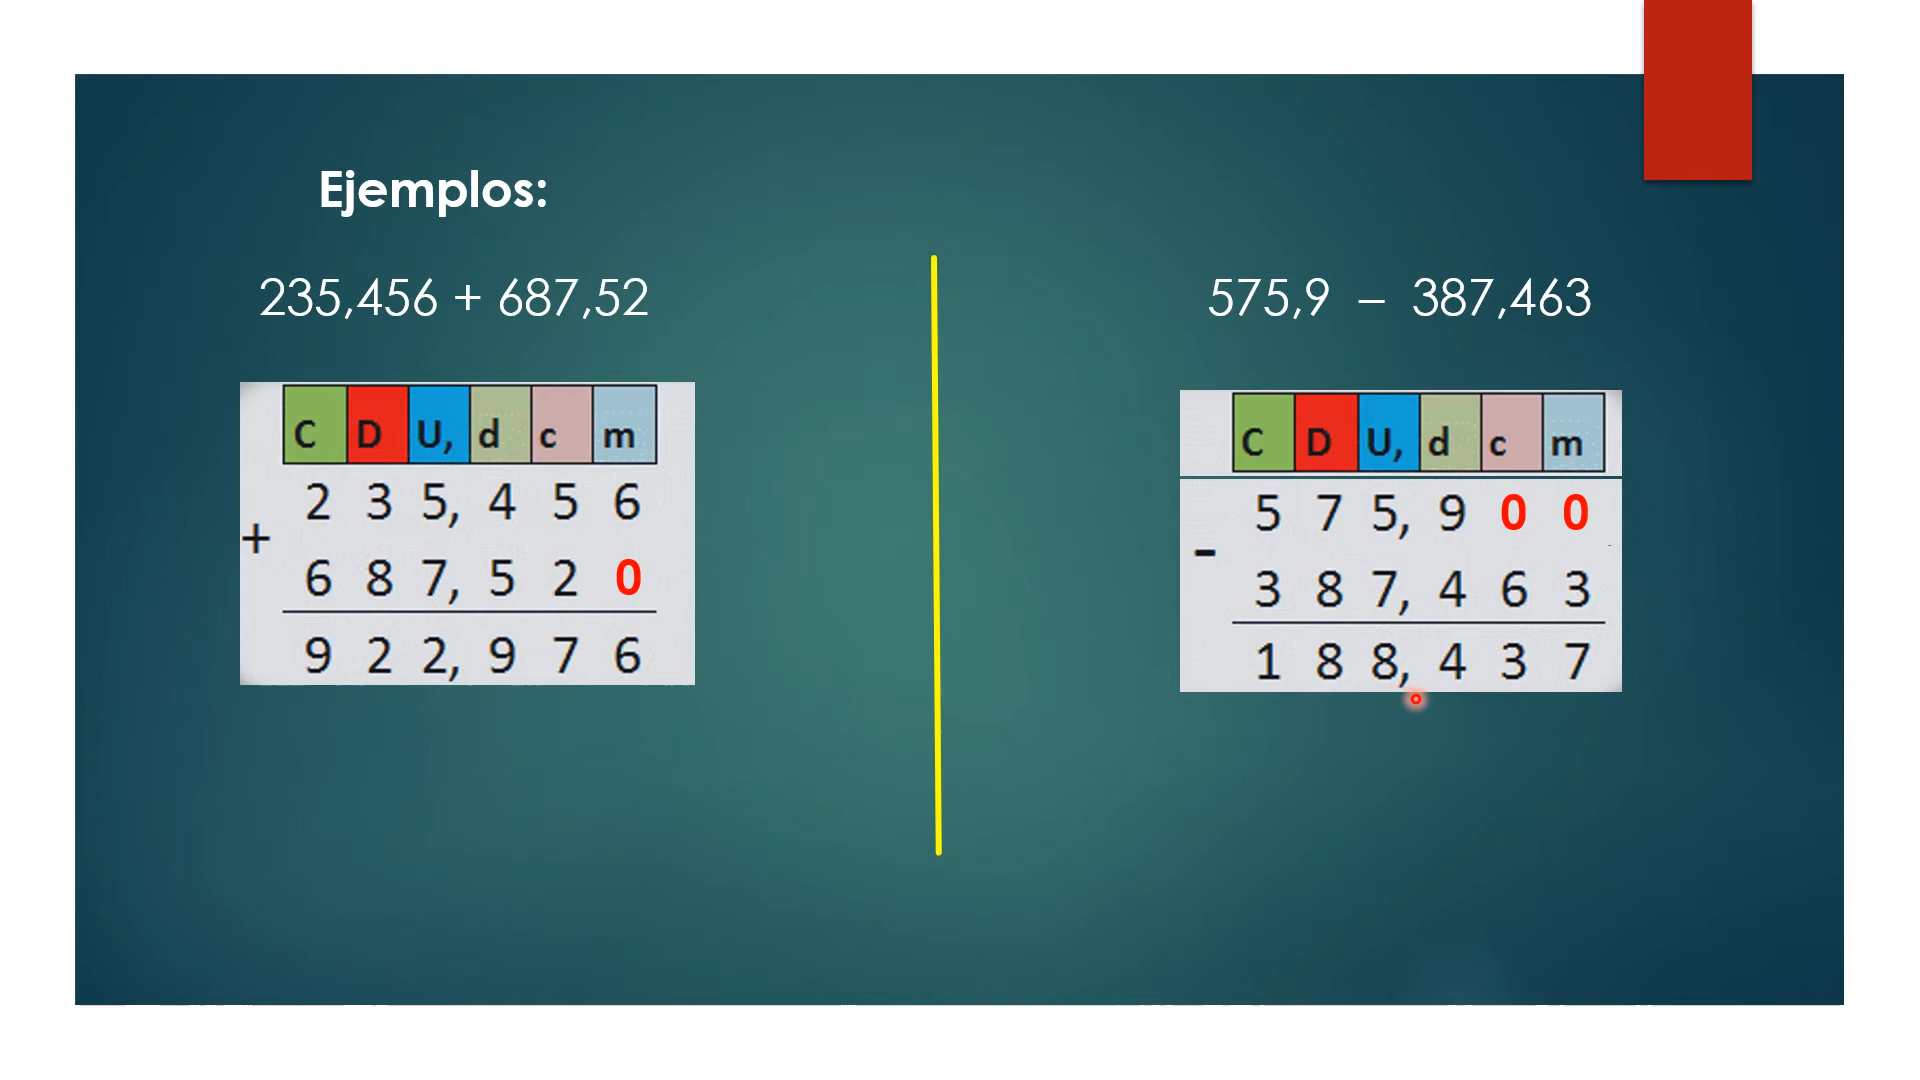 Ejemplos:
235,456 + 687,52
C D U, d c m
2 3 5, 4 5 6
+
6 8 7, 5 2 0
9 2 2, 9 7 6
575,9 – 387,463
C D U, d c m
5 7 5, 9 0 0
-
3 8 7, 4 6 3
1 8 8, 4 3 7